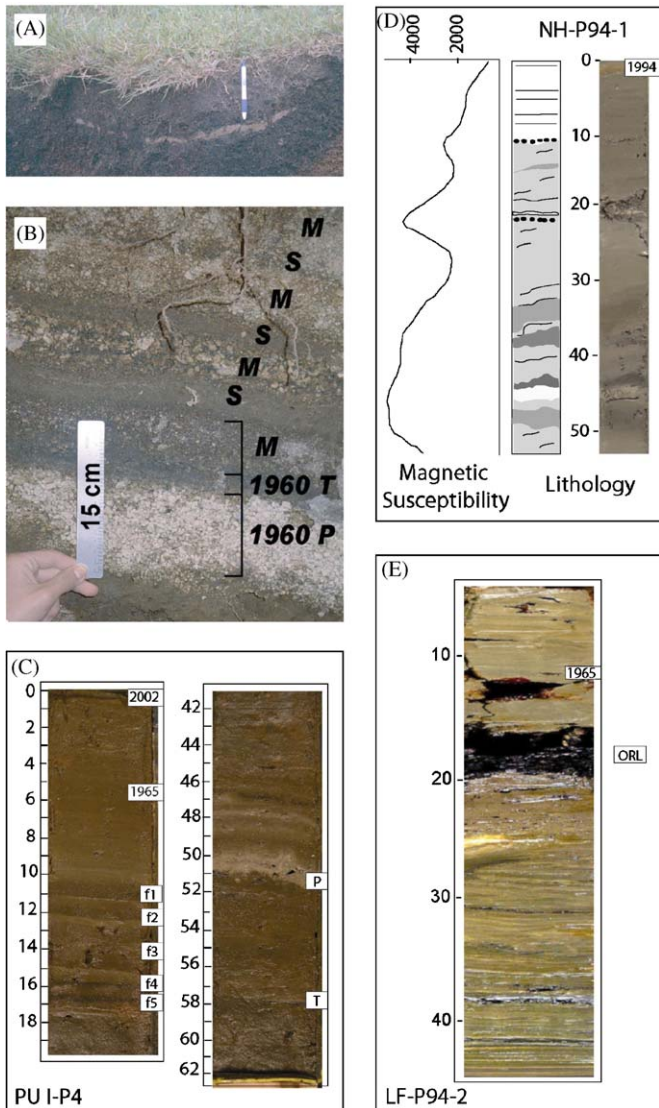 (A)
(B)
M
S
M
S
M
S
M
1960 T
1960 P
15 cm
(C)
0
2
4
6
8
10
12
14
16
18
2002
1965
f1
f2
f3
f4
f5
42
44
46
48
50
52
54
56
58
60
62
P
T
PU I-P4
(D)
NH-P94-1
4000
2000
0
10
20
30
40
50
1994
Magnetic
Susceptibility
Lithology
(E)
10
20
30
40
1965
ORL
LF-P94-2